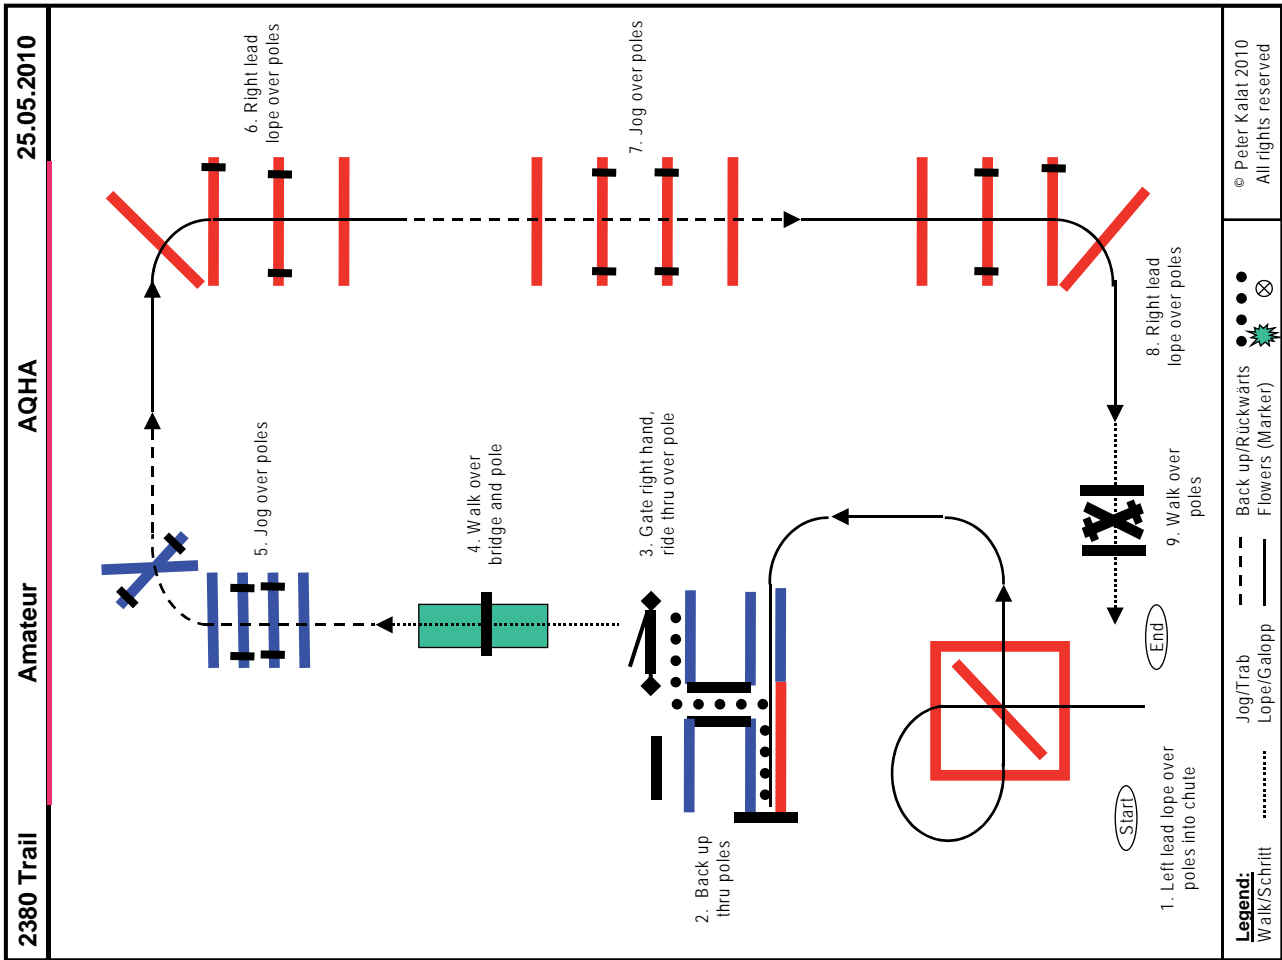 2380 Trail Amateur AQHA 25.05.2010
6. Right lead
lope over poles
7. Jog over poles
5. Jog over poles
4. Walk over
bridge and pole
3. Gate right hand,
ride thru over pole
8. Right lead
lope over poles
2. Back up
thru poles
9. Walk over
poles
End
Start
1. Left lead lope over
poles into chute
Legend:
Walk/Schritt
Jog/Trab
Lope/Galopp
Back up/Rückwärts
Flowers (Marker)
© Peter Kalat 2010
All rights reserved